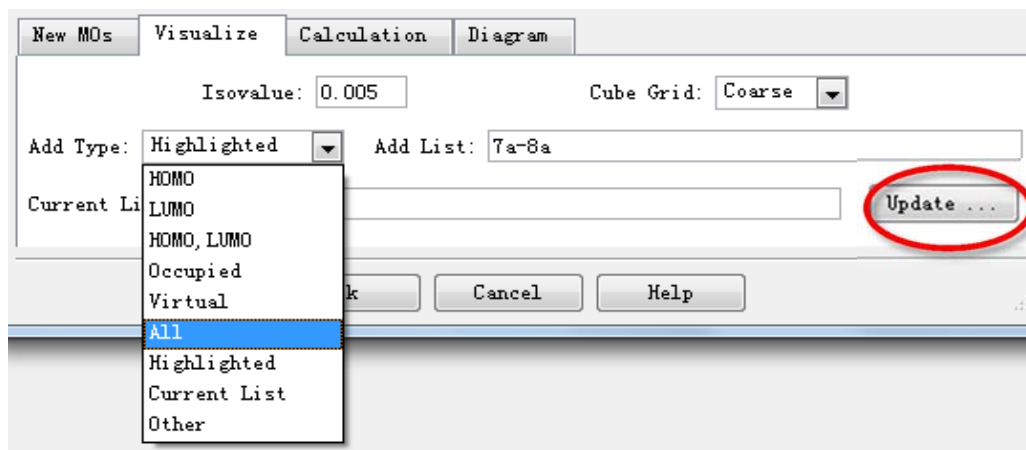 New MOs Visualize Calculation Diagram
Isovalue: 0.005 Cube Grid: Coarse
Add Type: Highlighted Add List: 7a-8a
HOMO
Current Li LUMO Update ...
HOMO, LUMO
Occupied
Virtual k Cancel Help
All
Highlighted
Current List
Other